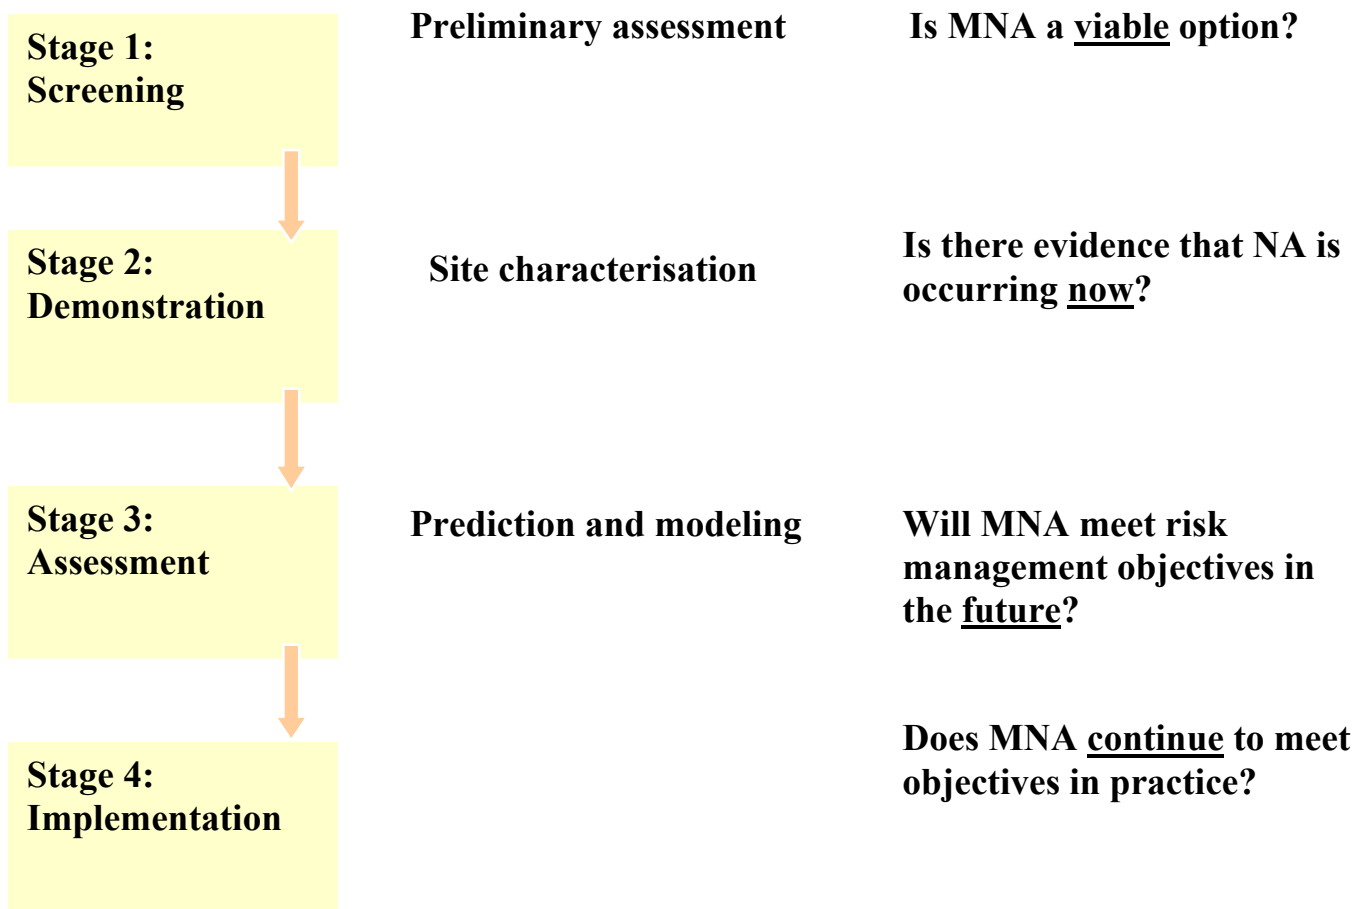 Stage 1:
Screening
Preliminary assessment
Is MNA a viable option?
Stage 2:
Demonstration
Site characterisation
Is there evidence that NA is
occurring now?
Stage 3:
Assessment
Prediction and modeling
Will MNA meet risk
management objectives in
the future?
Stage 4:
Implementation
Does MNA continue to meet
objectives in practice?